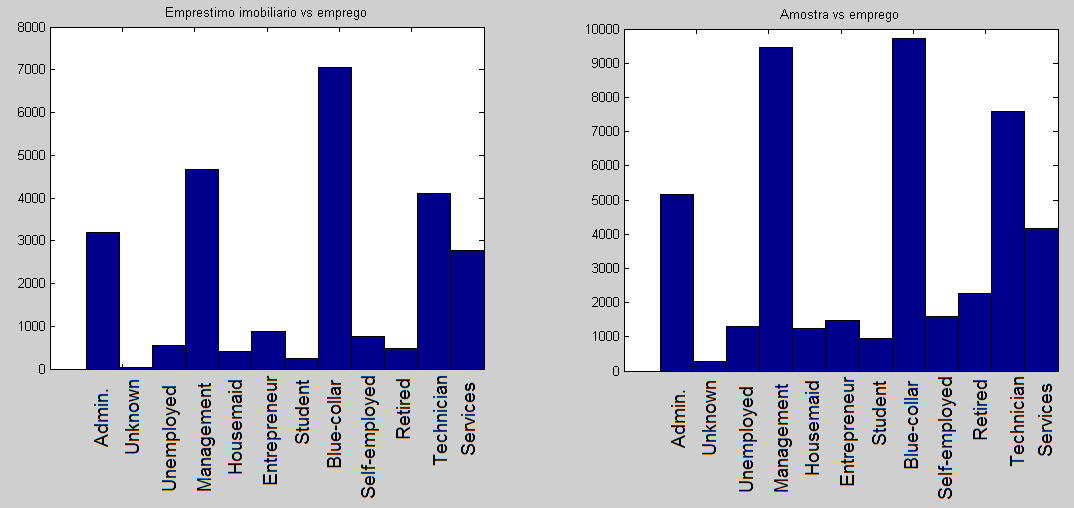 Emprestimo imobiliario vs emprego
8000
7000
6000
5000
4000
3000
2000
1000
0
Admin.
Unknown
Unemployed
Management
Housemaid
Entrepreneur
Student
Blue-collar
Self-employed
Retired
Technician
Services
Amostra vs emprego
10000
9000
8000
7000
6000
5000
4000
3000
2000
1000
0
Admin.
Unknown
Unemployed
Management
Housemaid
Entrepreneur
Student
Blue-collar
Self-employed
Retired
Technician
Services